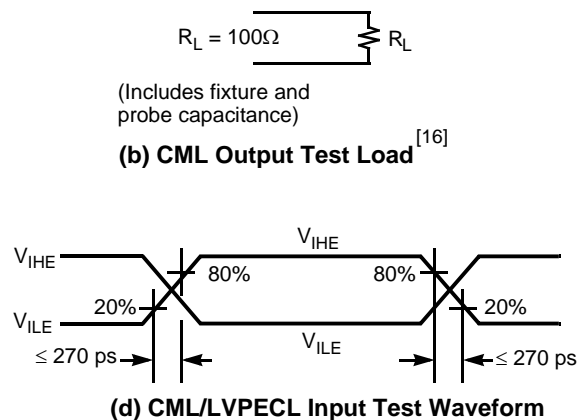 R_L = 100Ω
R_L
(Includes fixture and
probe capacitance)
(b) CML Output Test Load [16]
V_IHE
V_IHE
80%
80%
20%
20%
V_ILE
V_ILE
≤ 270 ps
≤ 270 ps
(d) CML/LVPECL Input Test Waveform